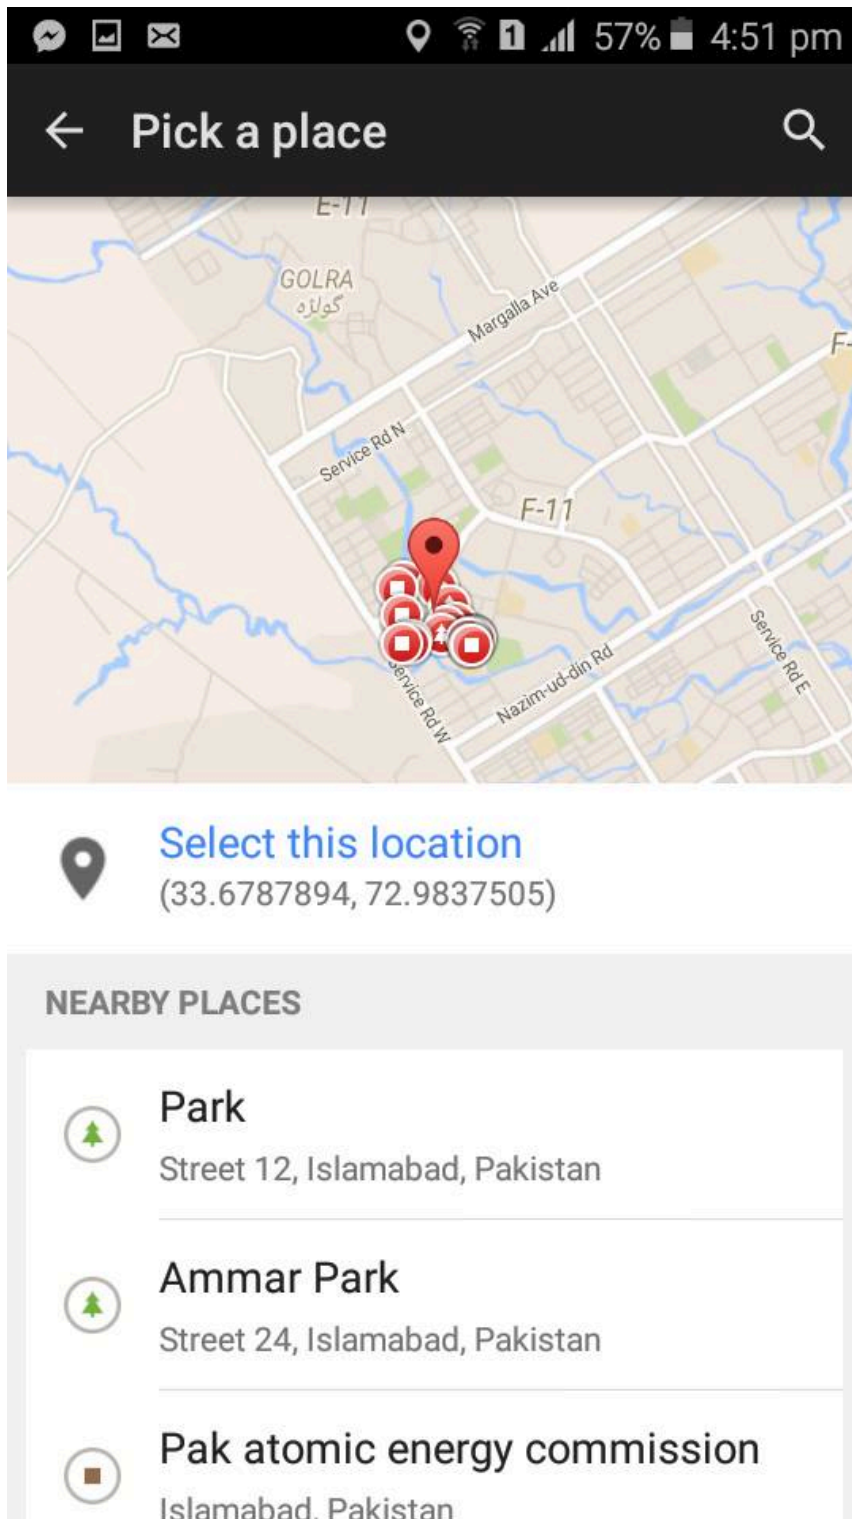 1 57% 4:51 pm
Pick a place
E-11
GOLRA
گولڑہ
Margalla Ave
F-
Service Rd N
F-11
Service Rd E
Nazim-ud-din Rd
Service Rd W
Select this location
(33.6787894, 72.9837505)
NEARBY PLACES
Park
Street 12, Islamabad, Pakistan
Ammar Park
Street 24, Islamabad, Pakistan
Pak atomic energy commission
Islamabad, Pakistan